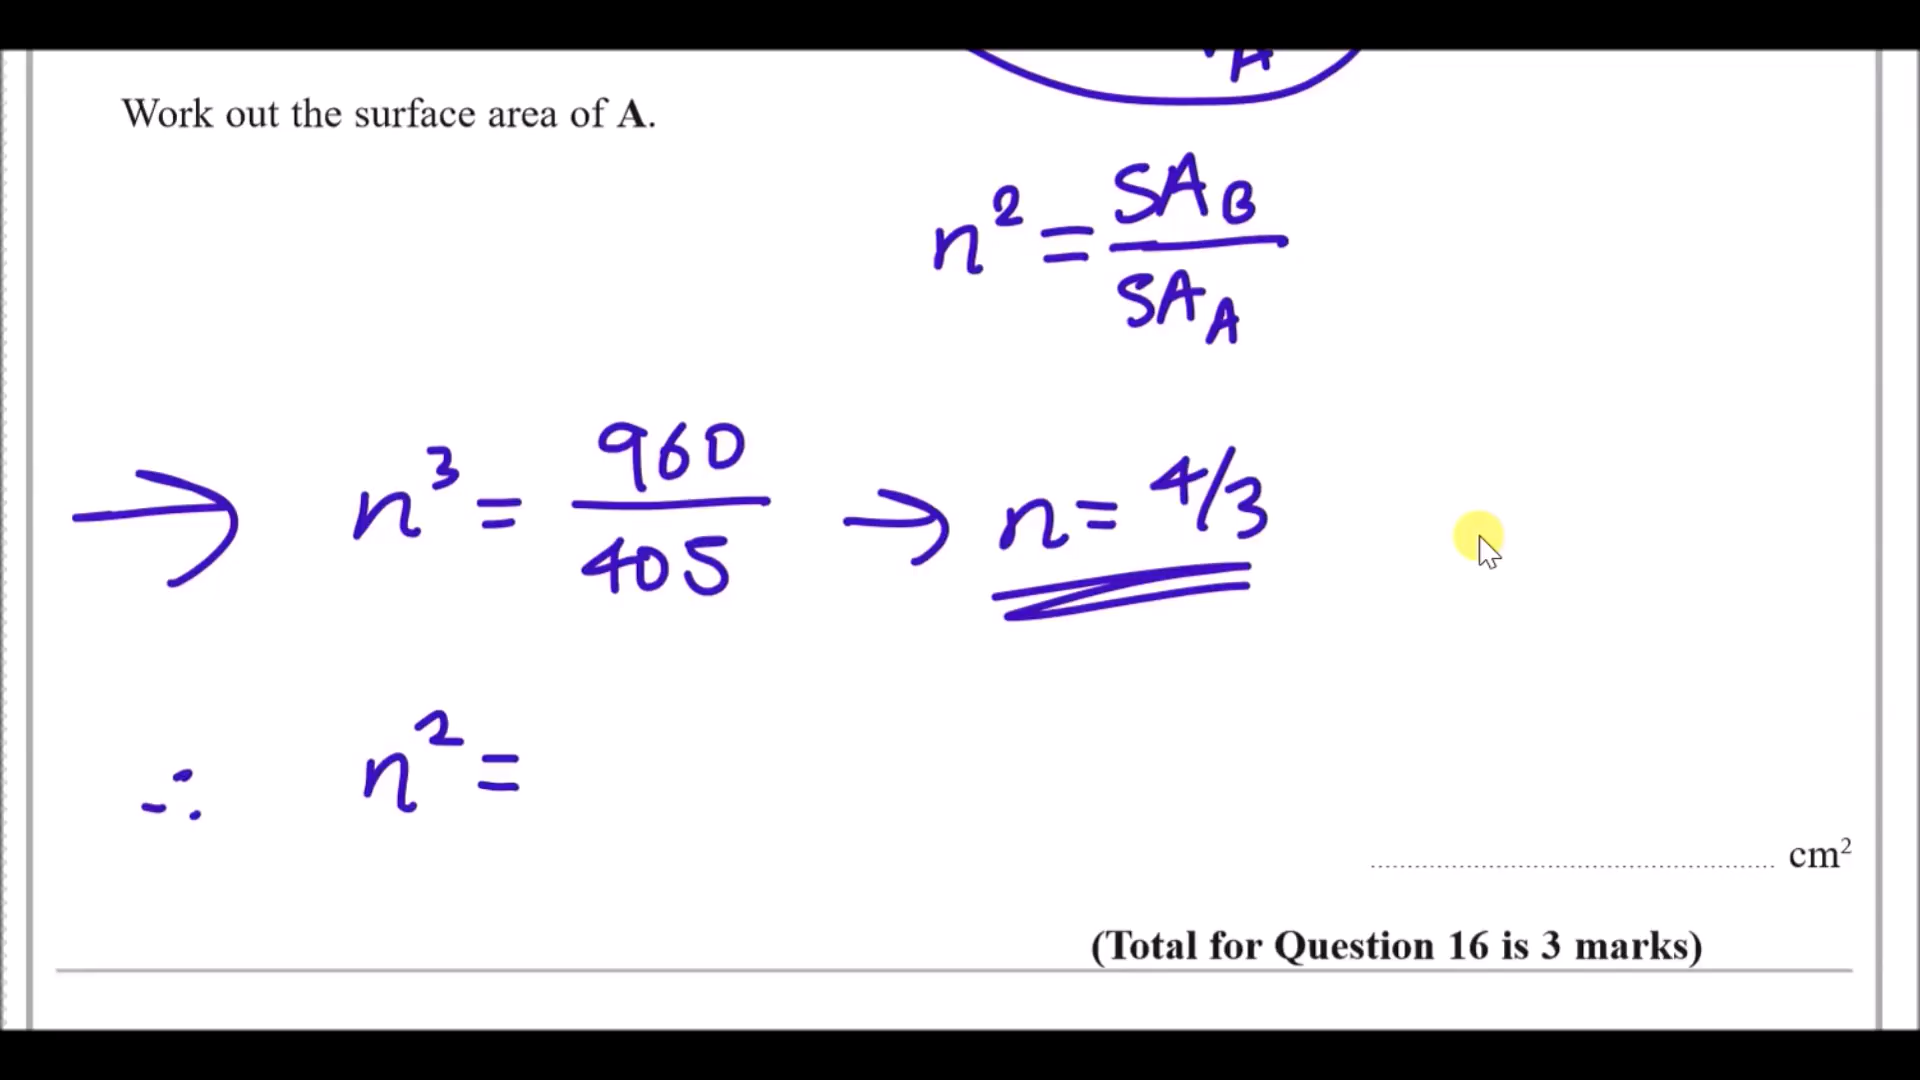 A
Work out the surface area of A.
n² = SA_B / SA_A
→ n³ = 960 / 405 → n = 4/3
∴ n² =
cm²
(Total for Question 16 is 3 marks)